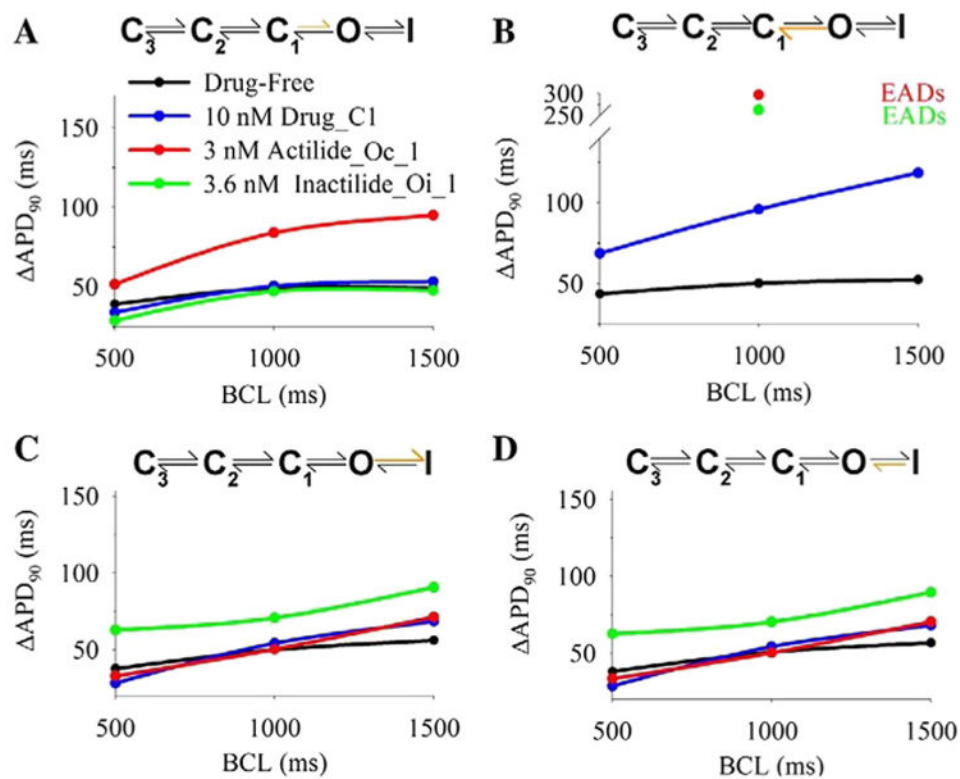 A
C3 C2 C1 O I
Drug-Free
10 nM Drug_C1
3 nM Actilide_Oc_1
3.6 nM Inactilide_Oi_1
150
100
50
ΔAPD90 (ms)
500 1000 1500
BCL (ms)
B
C3 C2 C1 O I
300
250
EADs
EADs
100
50
ΔAPD90 (ms)
500 1000 1500
BCL (ms)
C
C3 C2 C1 O I
150
100
50
ΔAPD90 (ms)
500 1000 1500
BCL (ms)
D
C3 C2 C1 O I
150
100
50
ΔAPD90 (ms)
500 1000 1500
BCL (ms)